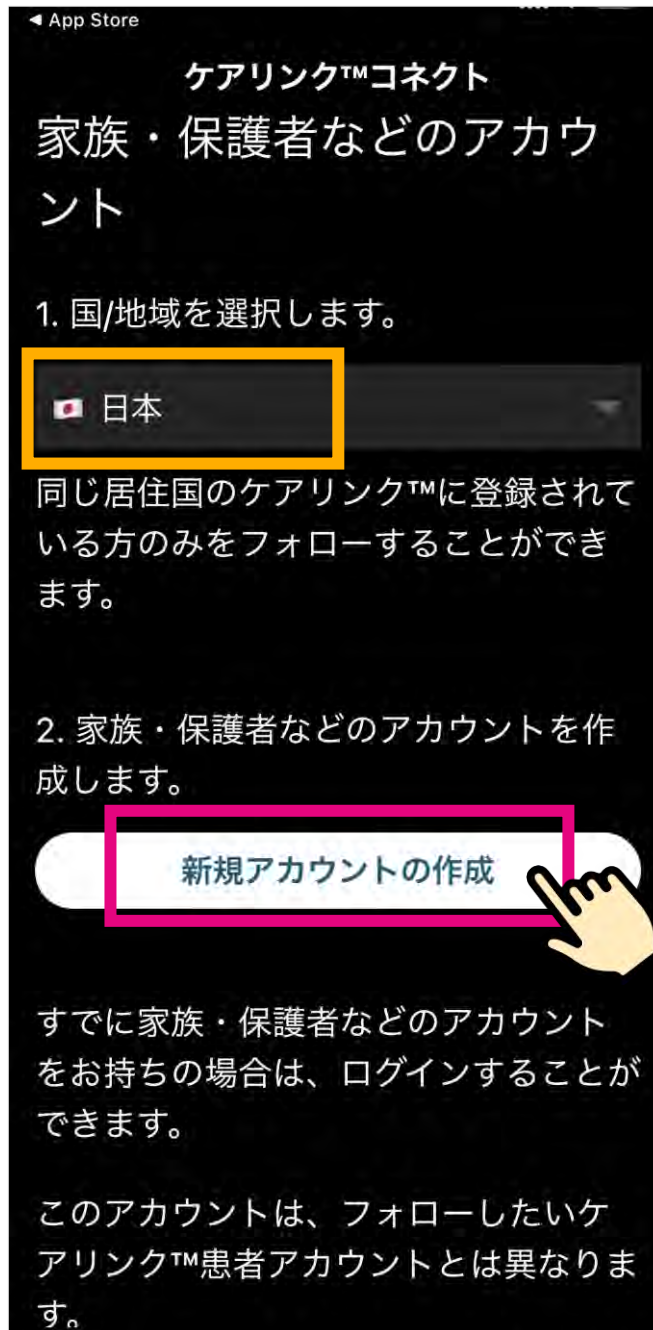 ◀ App Store
ケアリンク™コネクト
家族・保護者などのアカウ
ント
1. 国/地域を選択します。
日本
同じ居住国のケアリンク™に登録されて
いる方のみをフォローすることができ
ます。
2. 家族・保護者などのアカウントを作
成します。
新規アカウントの作成
すでに家族・保護者などのアカウント
をお持ちの場合は、ログインすることが
できます。
このアカウントは、フォローしたいケ
アリンク™患者アカウントとは異なりま
す。